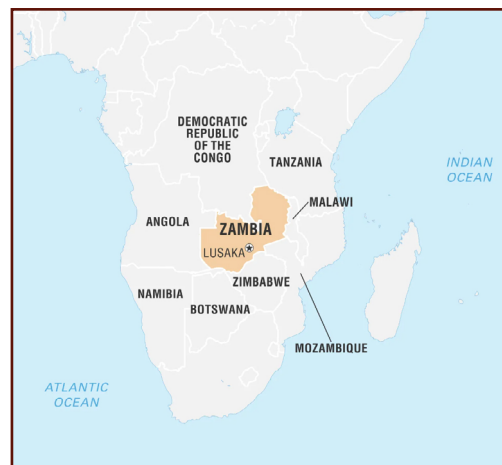 DEMOCRATIC
REPUBLIC
OF THE
CONGO
TANZANIA
INDIAN
OCEAN
MALAWI
ANGOLA
ZAMBIA
LUSAKA
ZIMBABWE
NAMIBIA
BOTSWANA
MOZAMBIQUE
ATLANTIC
OCEAN